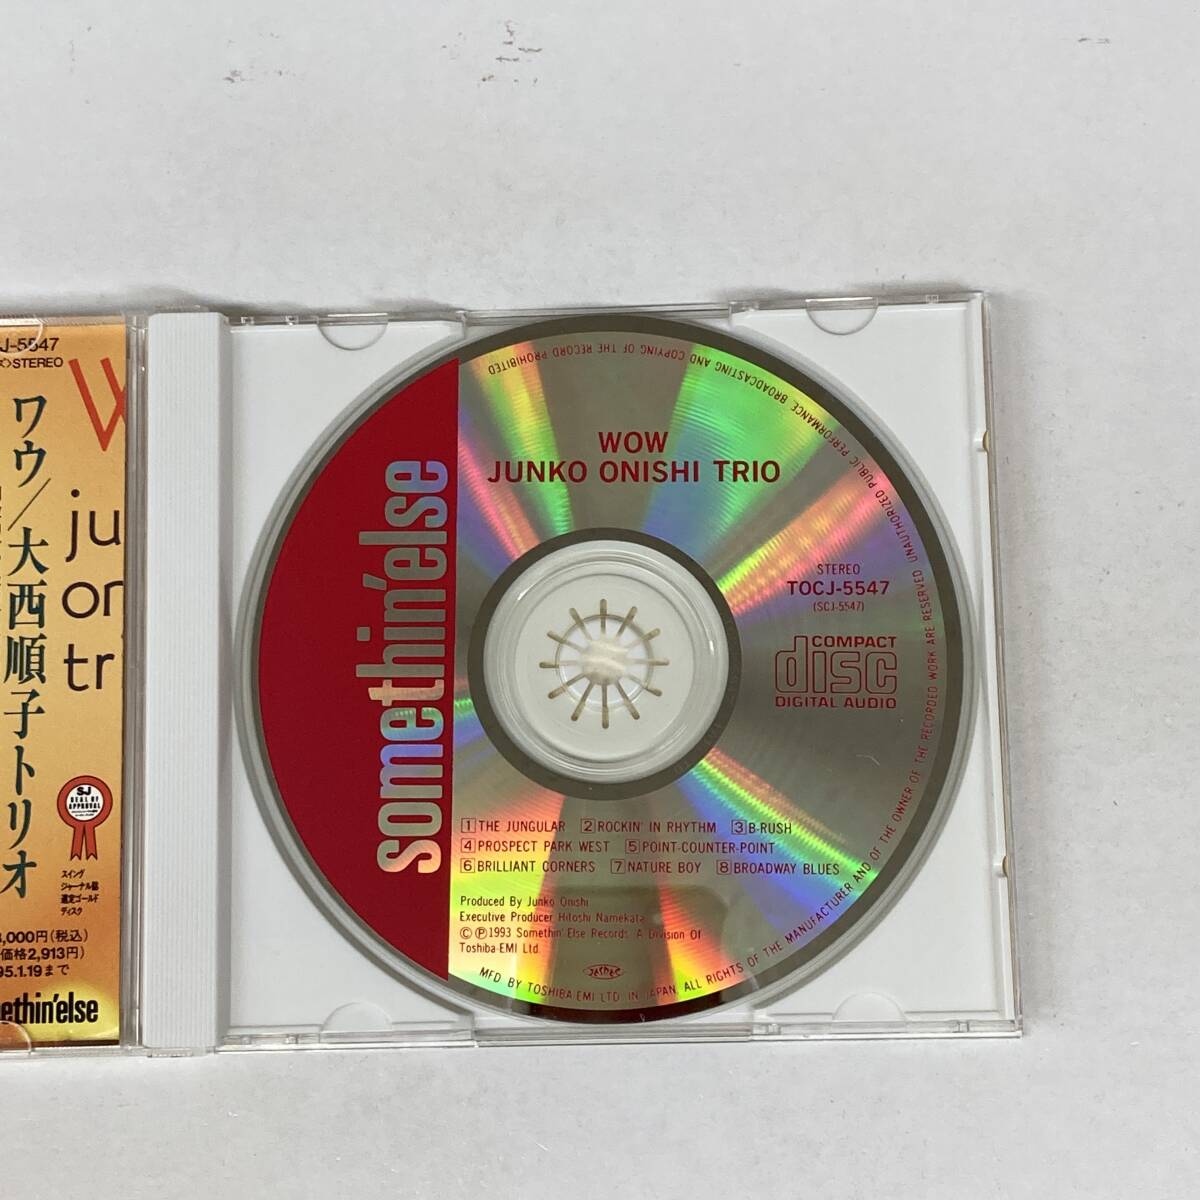 J-5547
STEREO
ワウ／大西順子トリオ
ju
on
tr
SJ
SEAL OF
APPROVAL
スイング
ジャーナル誌
選定ゴールド
ディスク
,000円(税込)
価格2,913円)
95.1.19まで
ethin'else
somethin'else
WOW
JUNKO ONISHI TRIO
STEREO
TOCJ-5547
(SCJ-5547)
COMPACT
disc
DIGITAL AUDIO
1 THE JUNGULAR 2 ROCKIN' IN RHYTHM 3 B-RUSH
4 PROSPECT PARK WEST 5 POINT-COUNTER-POINT
6 BRILLIANT CORNERS 7 NATURE BOY 8 BROADWAY BLUES
Produced By Junko Onishi
Executive Producer Hitoshi Namekata
© ℗ 1993 Somethin' Else Records. A Division Of
Toshiba-EMI Ltd.
JASRAC
MFD BY TOSHIBA-EMI LTD. IN JAPAN. ALL RIGHTS OF THE MANUFACTURER AND OF THE OWNER OF THE RECORDED WORK ARE RESERVED UNAUTHORIZED PUBLIC PERFORMANCE BROADCASTING AND COPYING OF THE RECORD PROHIBITED